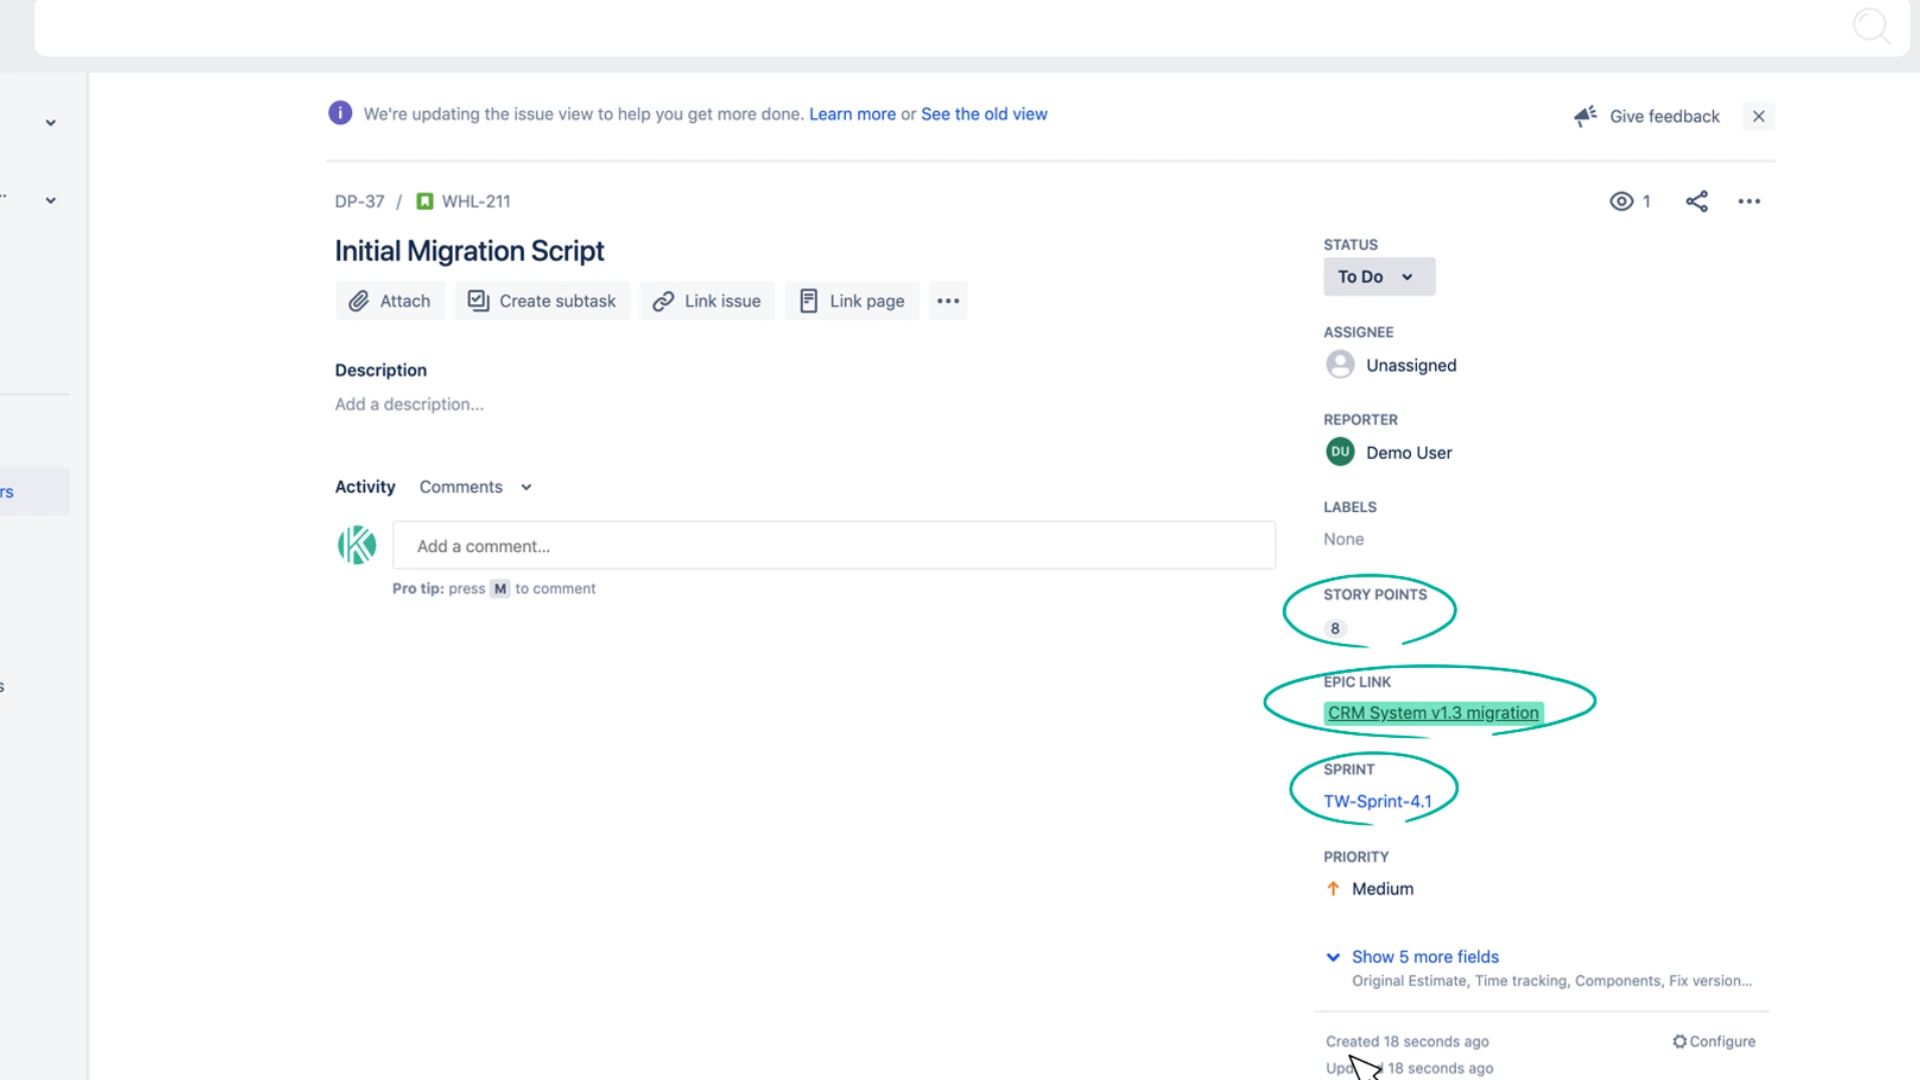 We're updating the issue view to help you get more done. Learn more or See the old view
Give feedback
DP-37 / WHL-211
1
Initial Migration Script
Attach
Create subtask
Link issue
Link page
Description
Add a description...
Activity Comments
Add a comment...
Pro tip: press M to comment
STATUS
To Do
ASSIGNEE
Unassigned
REPORTER
DU Demo User
LABELS
None
STORY POINTS
8
EPIC LINK
CRM System v1.3 migration
SPRINT
TW-Sprint-4.1
PRIORITY
Medium
Show 5 more fields
Original Estimate, Time tracking, Components, Fix version...
Created 18 seconds ago
Configure
18 seconds ago
rs
s